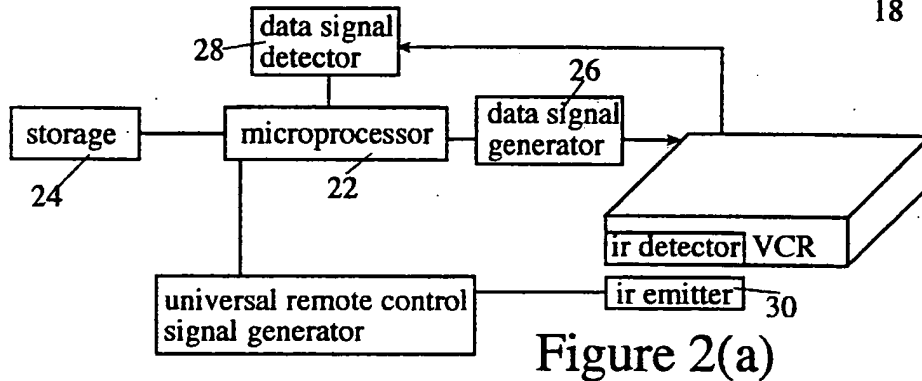 18
data signal
detector
28
26
storage
microprocessor
data signal
generator
24
22
ir detector VCR
universal remote control
signal generator
ir emitter
30
Figure 2(a)